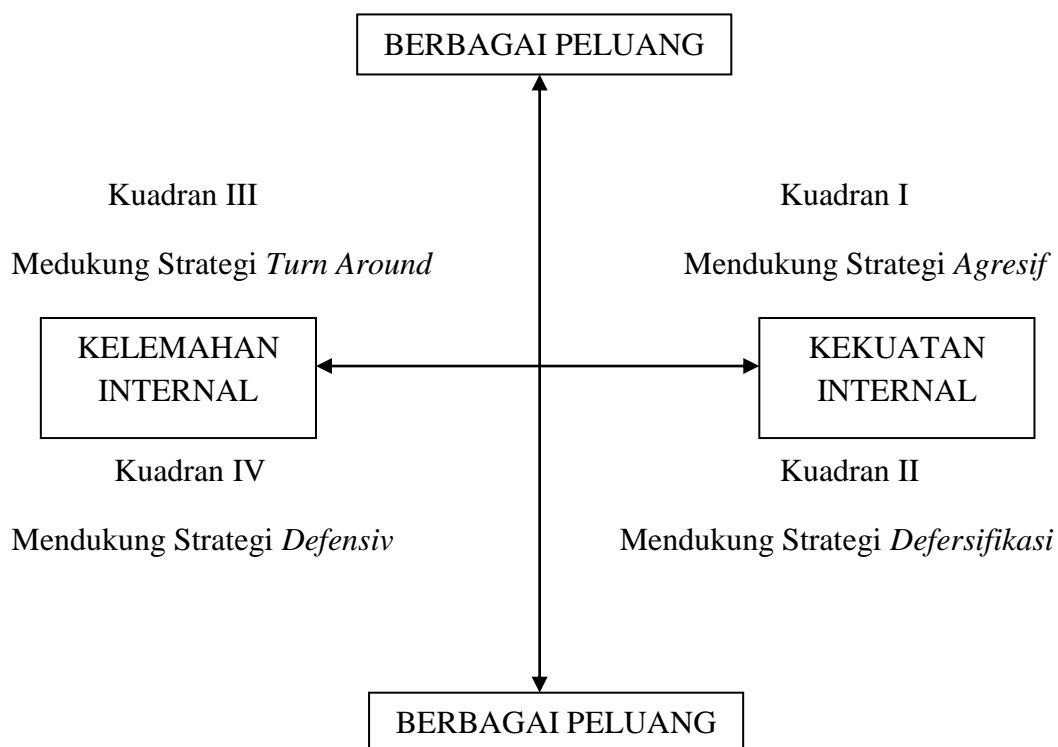 BERBAGAI PELUANG
Kuadran III
Kuadran I
Medukung Strategi Turn Around
Mendukung Strategi Agresif
KELEMAHAN
INTERNAL
KEKUATAN
INTERNAL
Kuadran IV
Kuadran II
Mendukung Strategi Defensiv
Mendukung Strategi Defersifikasi
BERBAGAI PELUANG